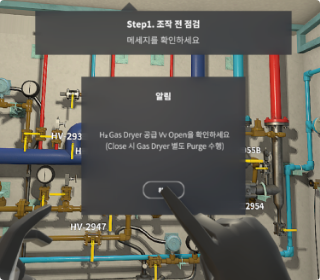 Step1. 조작 전 점검
메세지를 확인하세요
알림
H₂ Gas Dryer 공급 Vv Open을 확인하세요
(Close 시 Gas Dryer 별도 Purge 수행)
HV-293
H
55B
2954
HV-2947